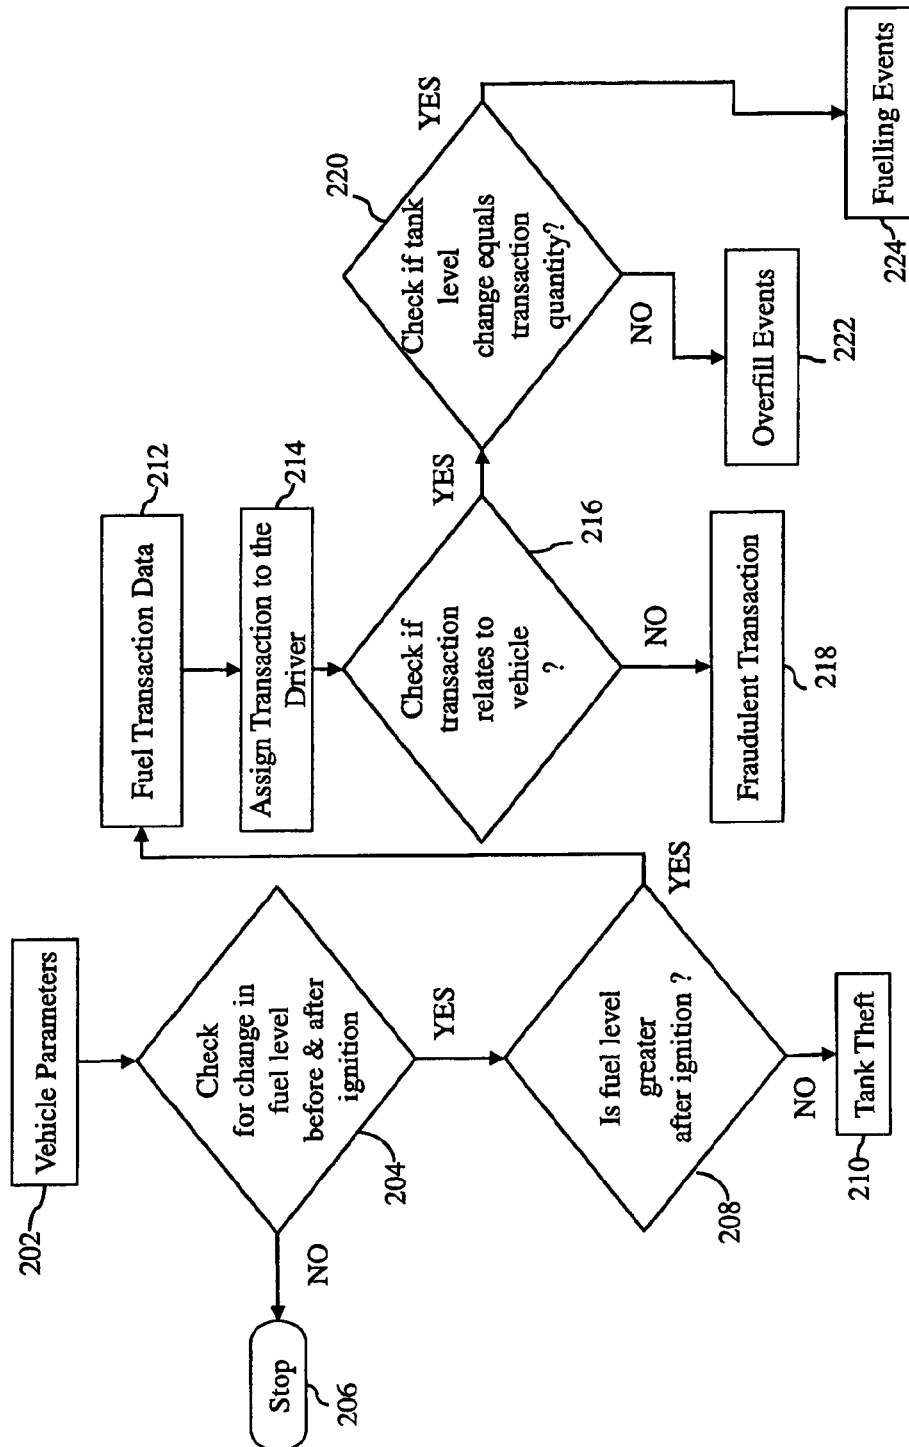 202
Vehicle Parameters
Check
for change in
fuel level
before & after
ignition
204
NO
Stop
206
YES
Is fuel level
greater
after ignition ?
208
NO
Tank Theft
210
YES
Fuel Transaction Data
212
Assign Transaction to the
Driver
214
Check if
transaction
relates to
vehicle
?
216
NO
Fraudulent Transaction
218
YES
Check if tank
level
change equals
transaction
quantity?
220
NO
Overfill Events
222
YES
Fuelling Events
224